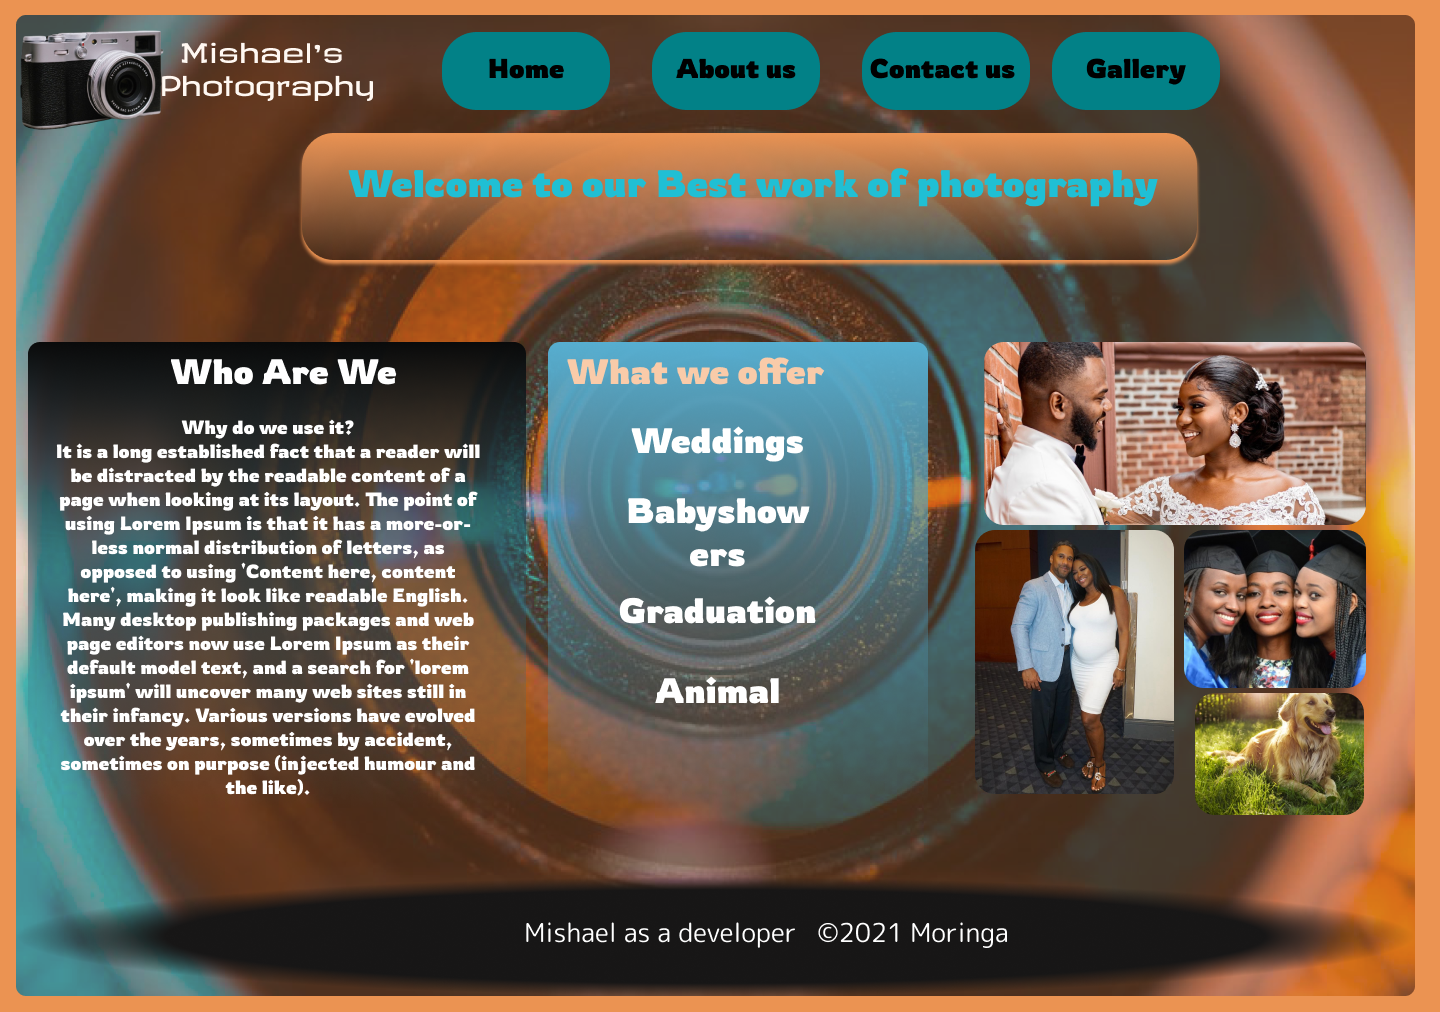 Mishael's
Photography
Home
About us
Contact us
Gallery
Welcome to our Best work of photography
Who Are We
Why do we use it?
It is a long established fact that a reader will
be distracted by the readable content of a
page when looking at its layout. The point of
using Lorem Ipsum is that it has a more-or-
less normal distribution of letters, as
opposed to using 'Content here, content
here', making it look like readable English.
Many desktop publishing packages and web
page editors now use Lorem Ipsum as their
default model text, and a search for 'lorem
ipsum' will uncover many web sites still in
their infancy. Various versions have evolved
over the years, sometimes by accident,
sometimes on purpose (injected humour and
the like).
What we offer
Weddings
Babyshow
ers
Graduation
Animal
Mishael as a developer ©2021 Moringa